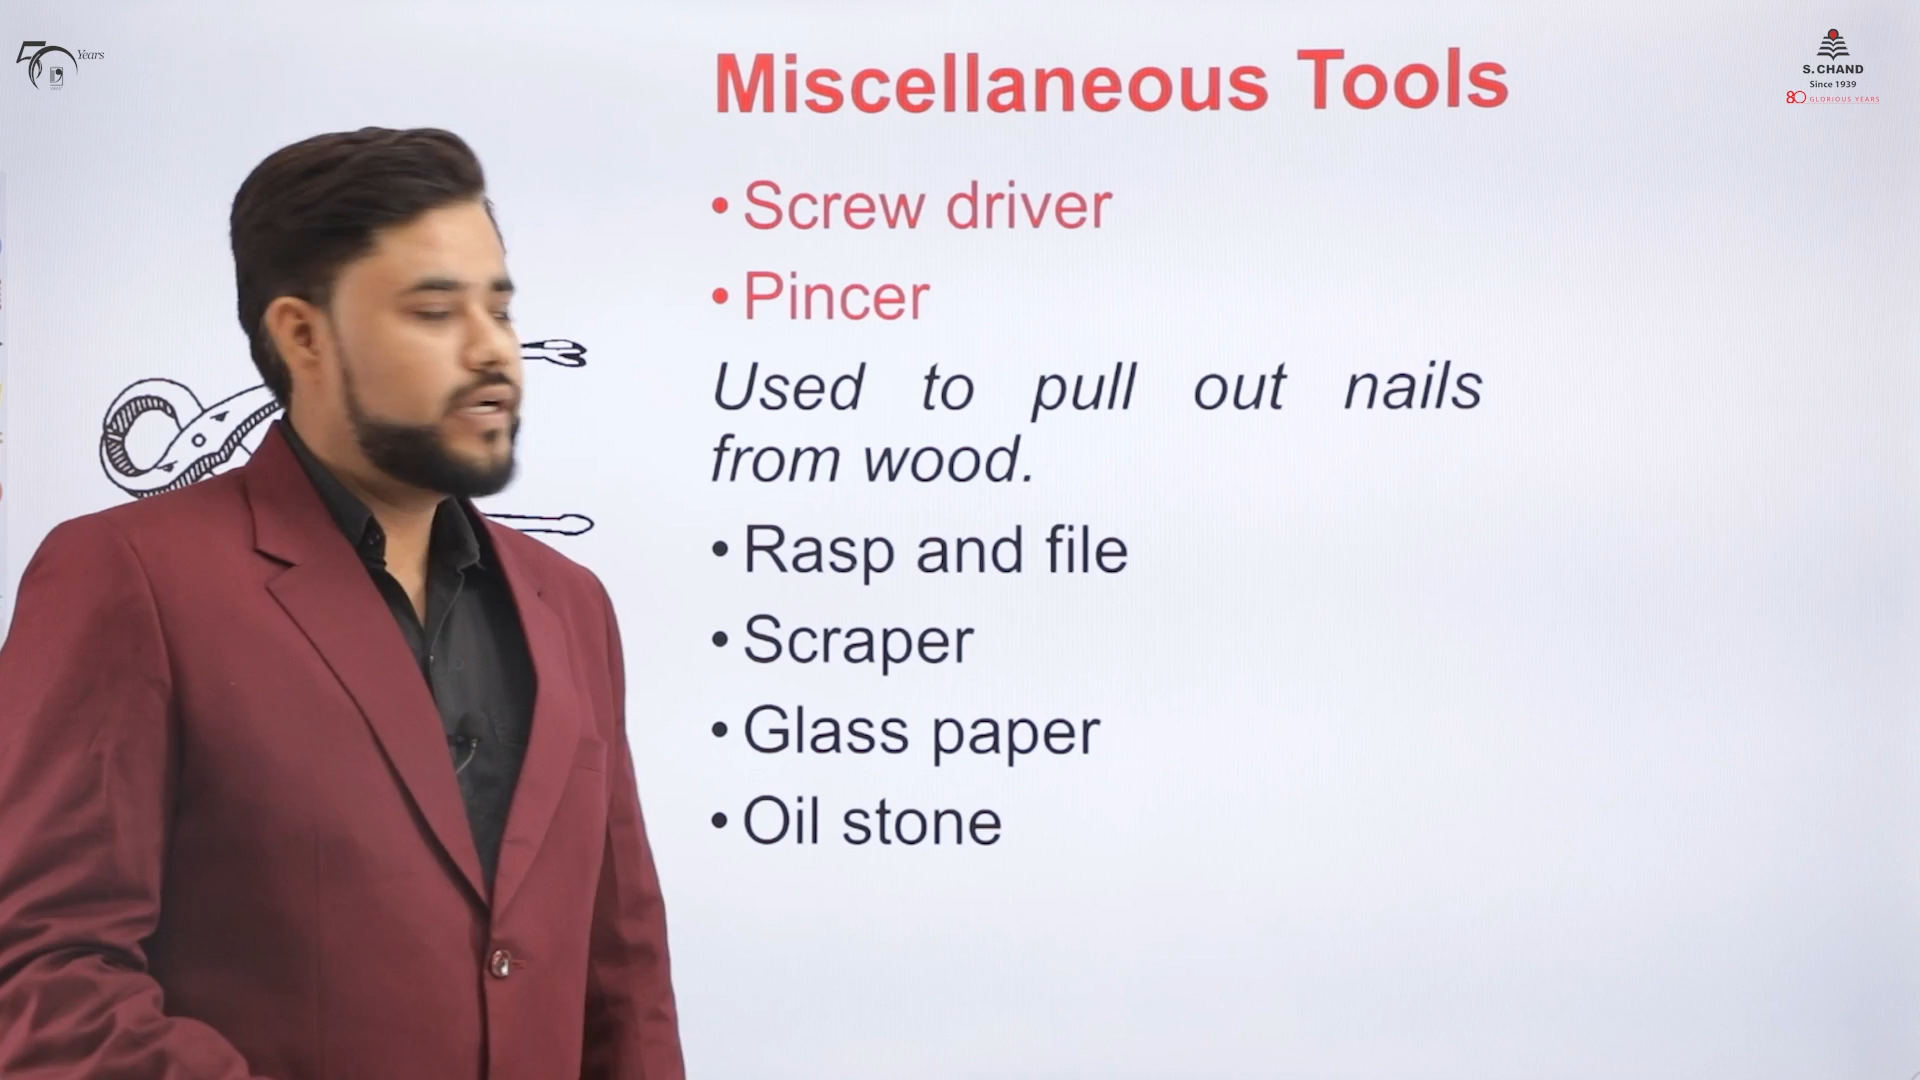 50 Years
Miscellaneous Tools
S. CHAND
Since 1939
80 GLORIOUS YEARS
• Screw driver
• Pincer
Used to pull out nails
from wood.
• Rasp and file
• Scraper
• Glass paper
• Oil stone